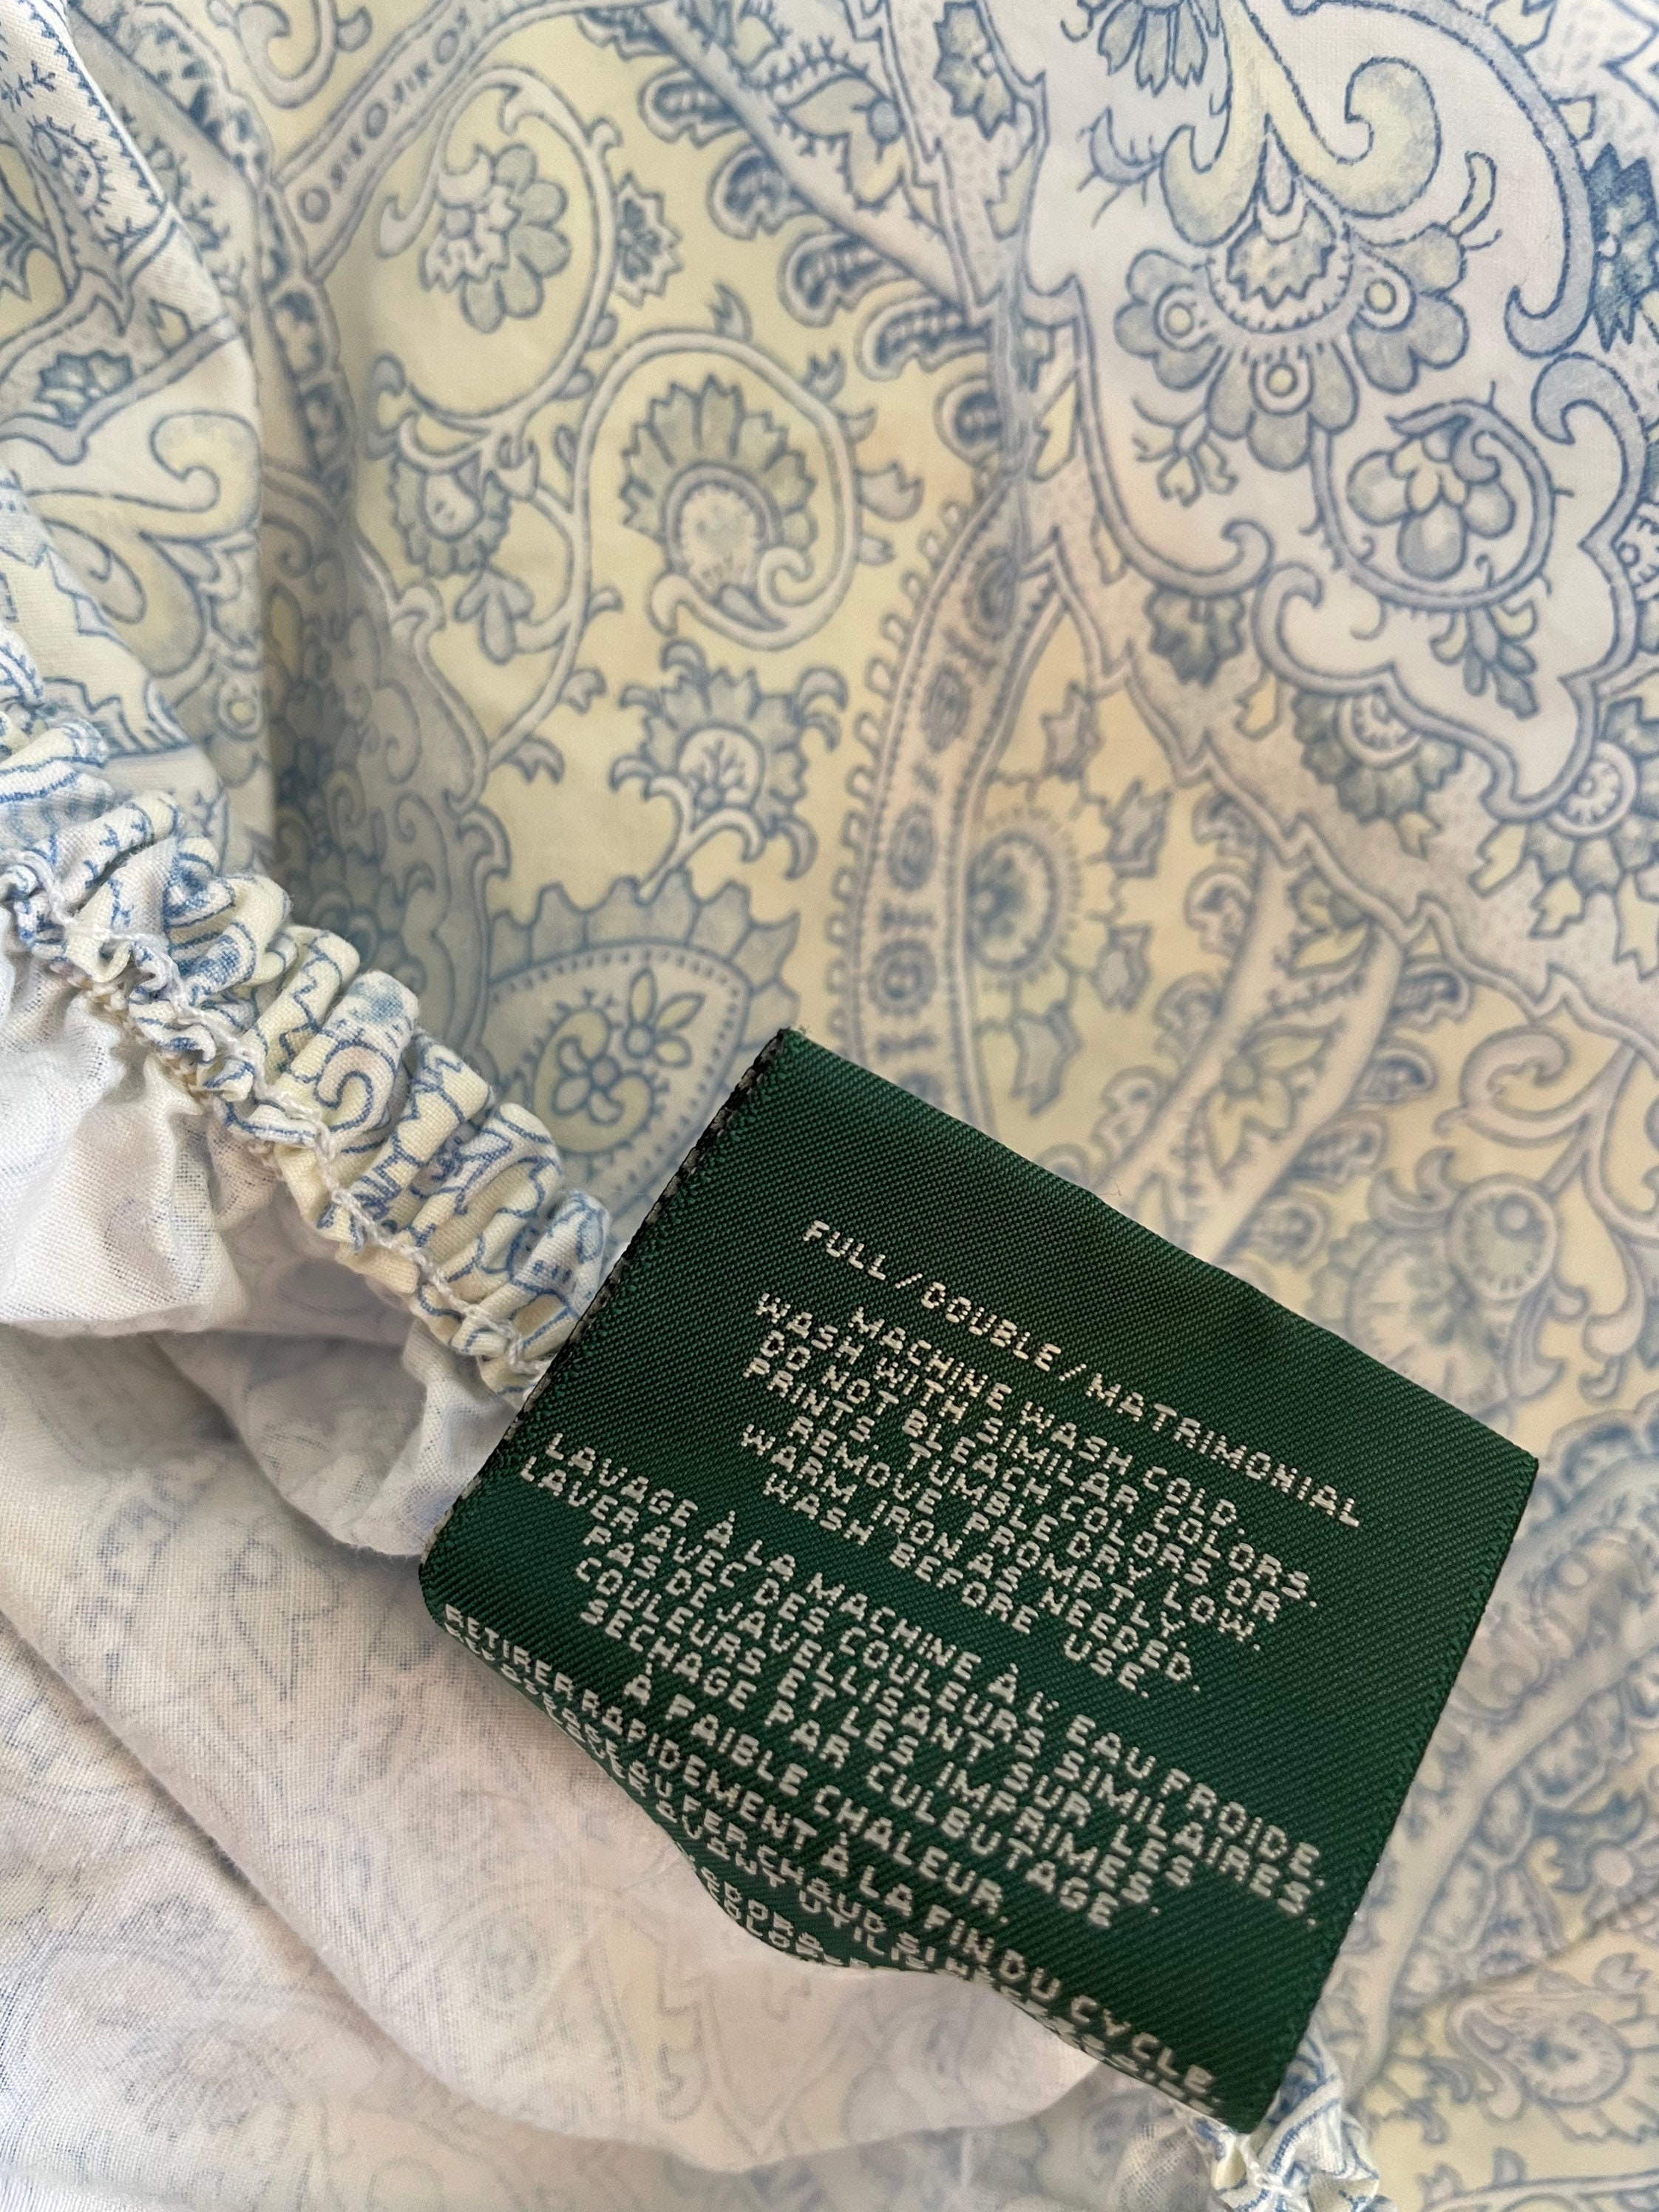 FULL/DOUBLE/MATRIMONIAL
MACHINE WASH COLD.
WASH WITH SIMILAR COLORS.
DO NOT BLEACH COLORS OR
PRINTS. TUMBLE DRY LOW.
REMOVE PROMPTLY.
WARM IRON AS NEEDED.
WASH BEFORE USE.
LAVAGE À LA MACHINE À L' EAU FROIDE.
LAVER AVEC DES COULEURS SIMILAIRES.
PAS DE JAVELLISANT SUR LES
COULEURS ET LES IMPRIMES.
SECHAGE PAR CULBUTAGE
À FAIBLE CHALEUR.
RETIRER RAPIDEMENT À LA FIN DU CYCLE